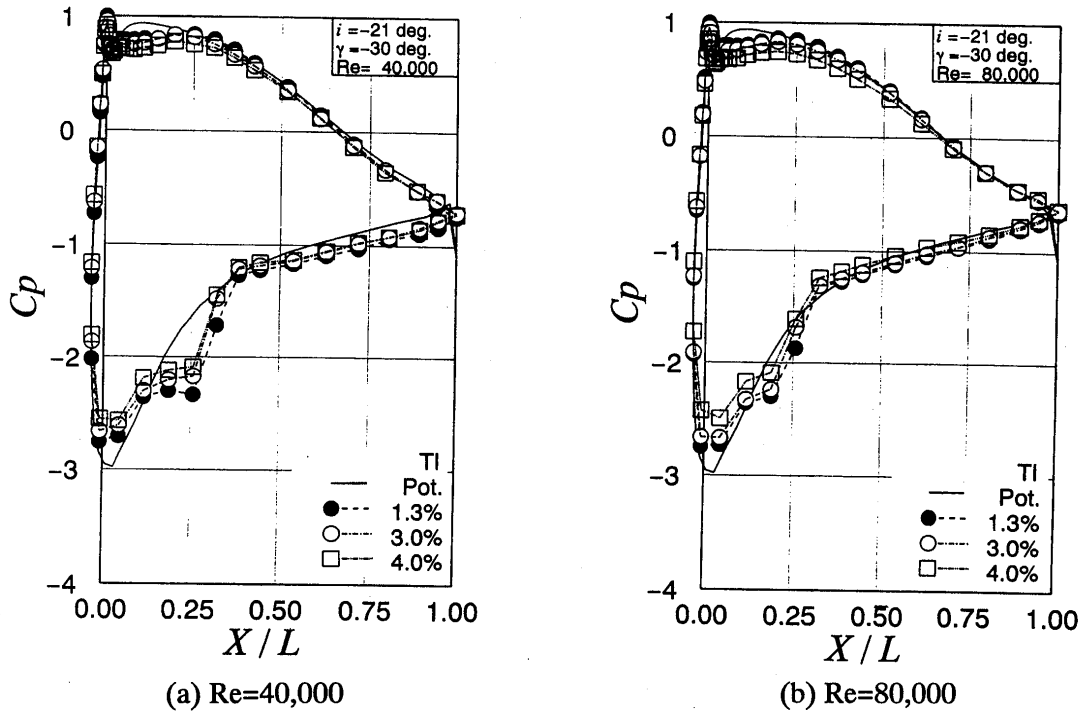 i =−21 deg.
γ =−30 deg.
Re= 40,000
1
0
−1
−2
−3
−4
Cp
TI
Pot.
1.3%
3.0%
4.0%
0.00 0.25 0.50 0.75 1.00
X / L
(a) Re=40,000
i =−21 deg.
γ =−30 deg.
Re= 80,000
1
0
−1
−2
−3
−4
Cp
TI
Pot.
1.3%
3.0%
4.0%
0.00 0.25 0.50 0.75 1.00
X / L
(b) Re=80,000